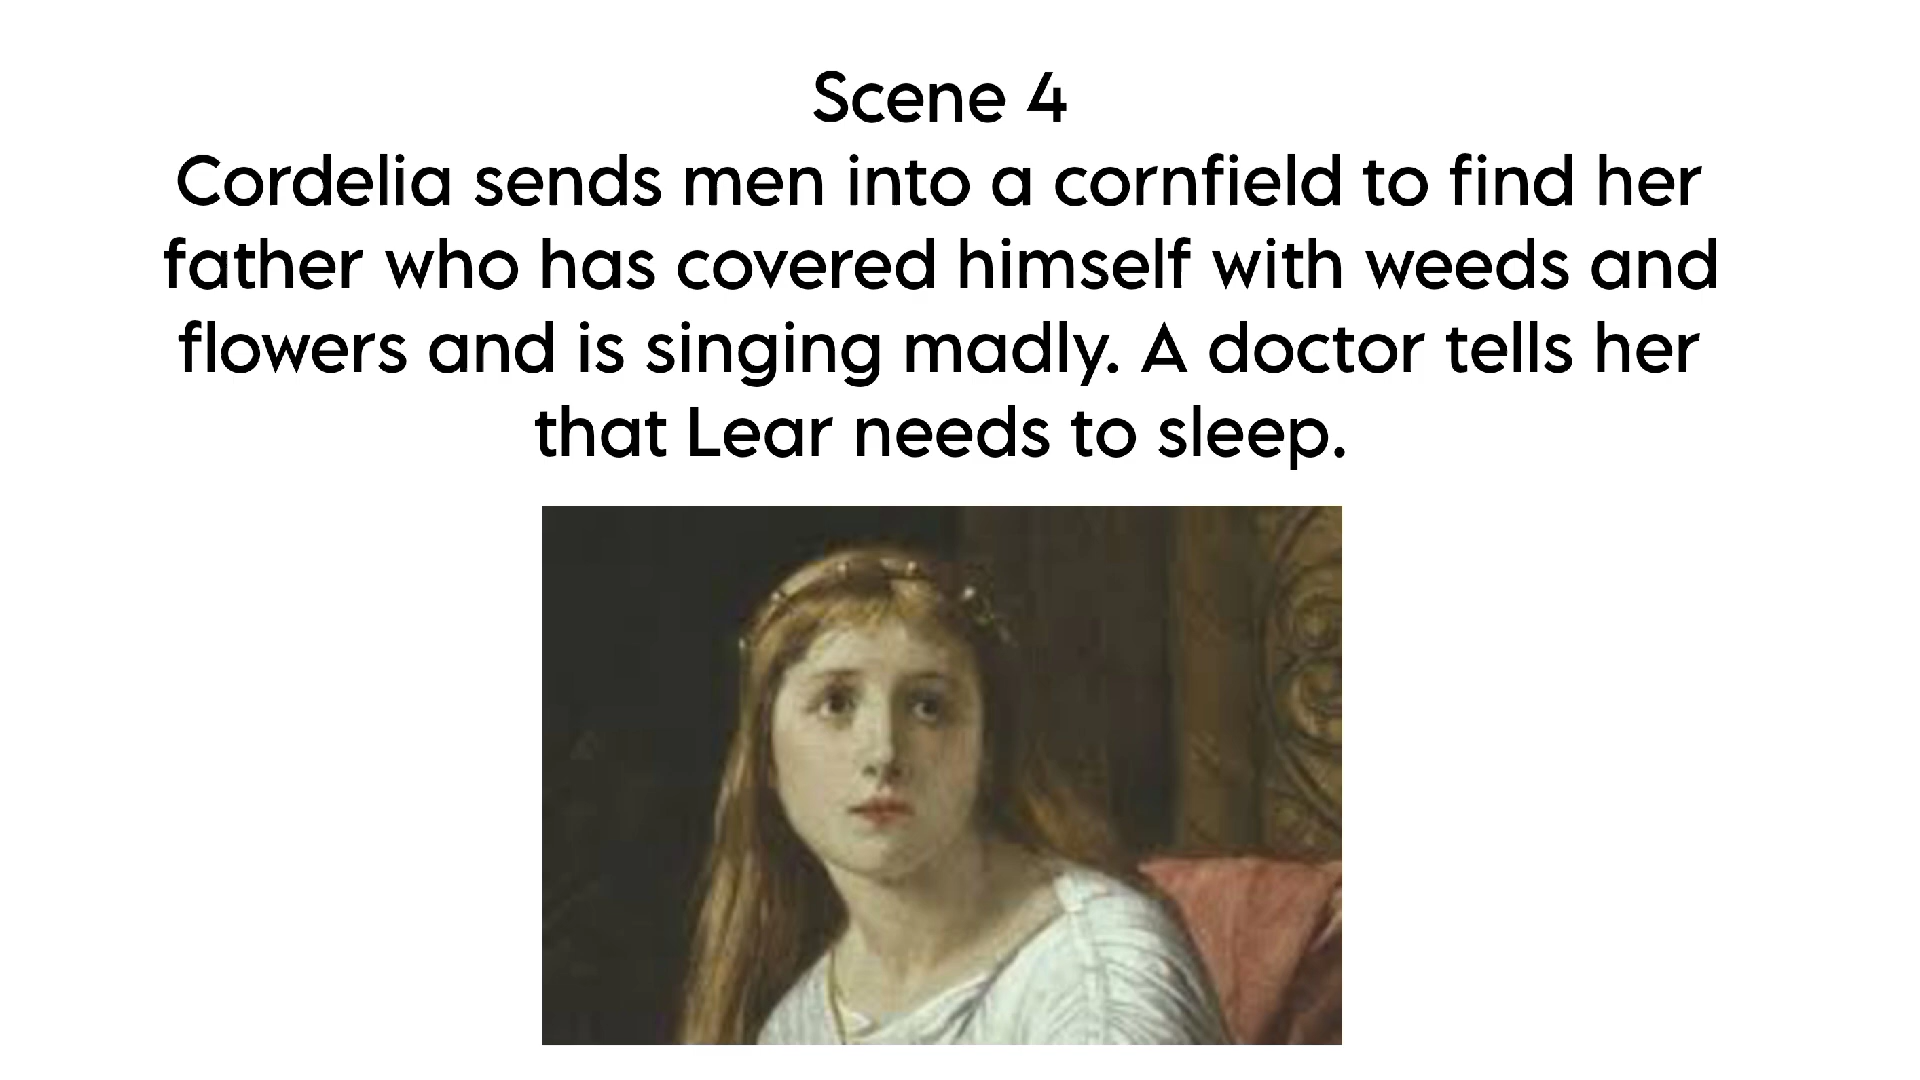 Scene 4
Cordelia sends men into a cornfield to find her
father who has covered himself with weeds and
flowers and is singing madly. A doctor tells her
that Lear needs to sleep.